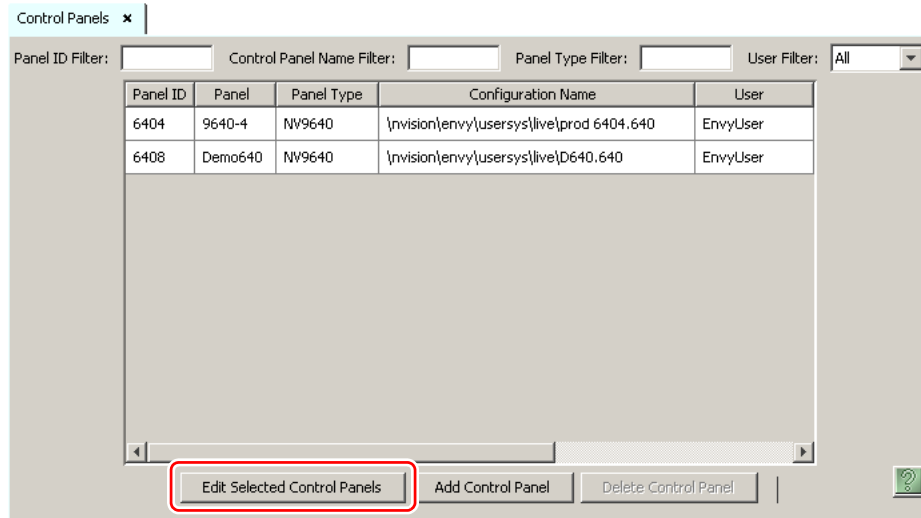 Control Panels
Panel ID Filter: Control Panel Name Filter: Panel Type Filter: User Filter: All
Panel ID Panel Panel Type Configuration Name User
6404 9640-4 NV9640 \nvision\envy\usersys\live\prod 6404.640 EnvyUser
6408 Demo640 NV9640 \nvision\envy\usersys\live\D640.640 EnvyUser
Edit Selected Control Panels Add Control Panel Delete Control Panel ?